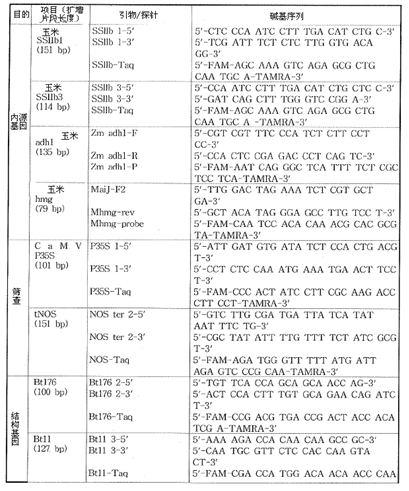 目的 项目（扩增片段长度） 引物/探针 碱基序列
内源基因
玉米 SSIIb1 (151 bp)
SSIIb 1-5' 5'-CTC CCA ATC CTT TGA CAT CTG C-3'
SSIIb 1-3' 5'-TCG ATT TCT CTC TTG GTG ACA GG-3'
SSIIb-Taq 5'-FAM-AGC AAA GTC AGA GCG CTG CAA TGC A-TAMRA-3'
玉米 SSIIb3 (114 bp)
SSIIb 3-5' 5'-CCA ATC CTT TGA CAT CTG CTC C-3'
SSIIb 3-3' 5'-GAT CAG CTT TGG GTC CGG A-3'
SSIIb-Taq 5'-FAM-AGC AAA GTC AGA GCG CTG CAA TGC A -TAMRA-3'
玉米 adh1 (135 bp)
Zm adh1-F 5'-CGT CGT TTC CCA TCT CTT CCT CC-3'
Zm adh1-R 5'-CCA CTC CGA GAC CCT CAG TC-3'
Zm adh1-P 5'-FAM-AAT CAG GGC TCA TTT TCT CGC TCC TCA-TAMRA-3'
玉米 hmg (79 bp)
MaiJ-F2 5'-TTG GAC TAG AAA TCT CGT GCT GA-3'
Mhmg-rev 5'-GCT ACA TAG GGA GCC TTG TCC T-3'
Mhmg-probe 5'-FAM-CAA TCC ACA CAA ACG CAC GCG TA-TAMRA-3'
筛查
CaMV P35S (101 bp)
P35S 1-5' 5'-ATT GAT GTG ATA TCT CCA CTG ACG T-3'
P35S 1-3' 5'-CCT CTC CAA ATG AAA TGA ACT TCC T-3'
P35S-Taq 5'-FAM-CCC ACT ATC CTT CGC AAG ACC CTT CCT-TAMRA-3'
tNOS (151 bp)
NOS ter 2-5' 5'-GTC TTG CGA TGA TTA TCA TAT AAT TTC TG-3'
NOS ter 2-3' 5'-CGC TAT ATT TTG TTT TCT ATC GCG T-3'
NOS-Taq 5'-FAM-AGA TGG GTT TTT ATG ATT AGA GTC CCG CAA-TAMRA-3'
结构基因
Bt176 (100 bp)
Bt176 2-5' 5'-TGT TCA CCA GCA GCA ACC AG-3'
Bt176 2-3' 5'-ACT CCA CTT TGT GCA GAA CAG ATC T-3'
Bt176-Taq 5'-FAM-CCG ACG TGA CCG ACT ACC ACA TCG A-TAMRA-3'
Bt11 (127 bp)
Bt11 3-5' 5'-AAA AGA CCA CAA CAA GCC GC-3'
Bt11 3-3' 5'-CAA TGC GTT CTC CAC CAA GTA CT-3'
Bt11-Taq 5'-FAM-CGA CCA TGG ACA ACA ACC CAA